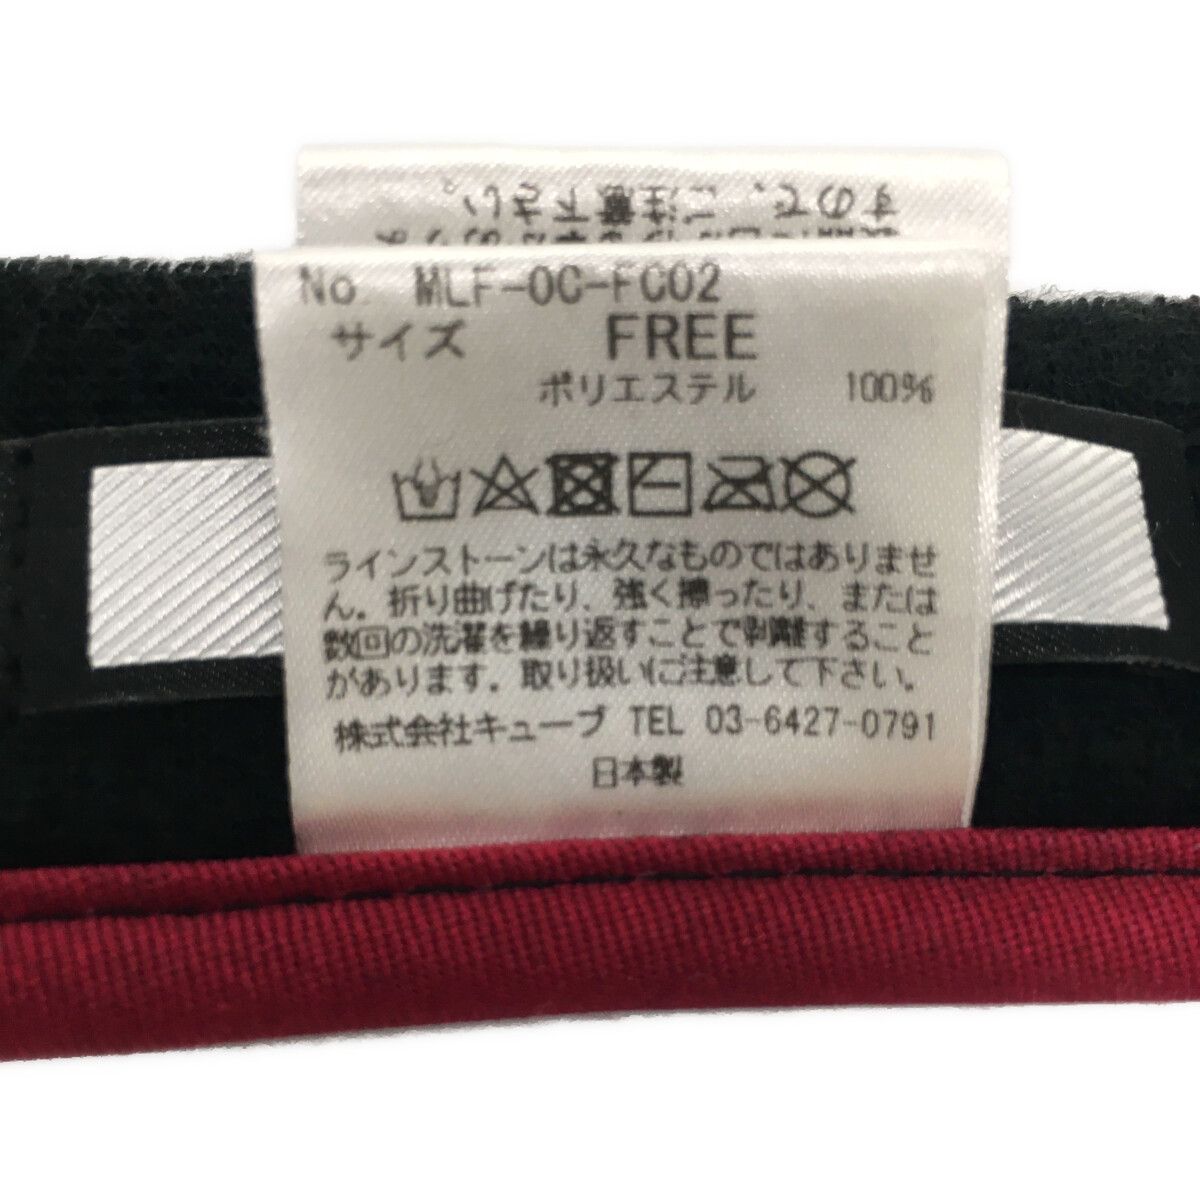 No. MLF-0C-FC02
サイズ FREE
ポリエステル 100%
ラインストーンは永久なものではありませ
ん。折り曲げたり、強く擦ったり、または
数回の洗濯を繰り返すことで剥離すること
があります。取り扱いに注意して下さい。
株式会社キューブ TEL 03-6427-0791
日本製